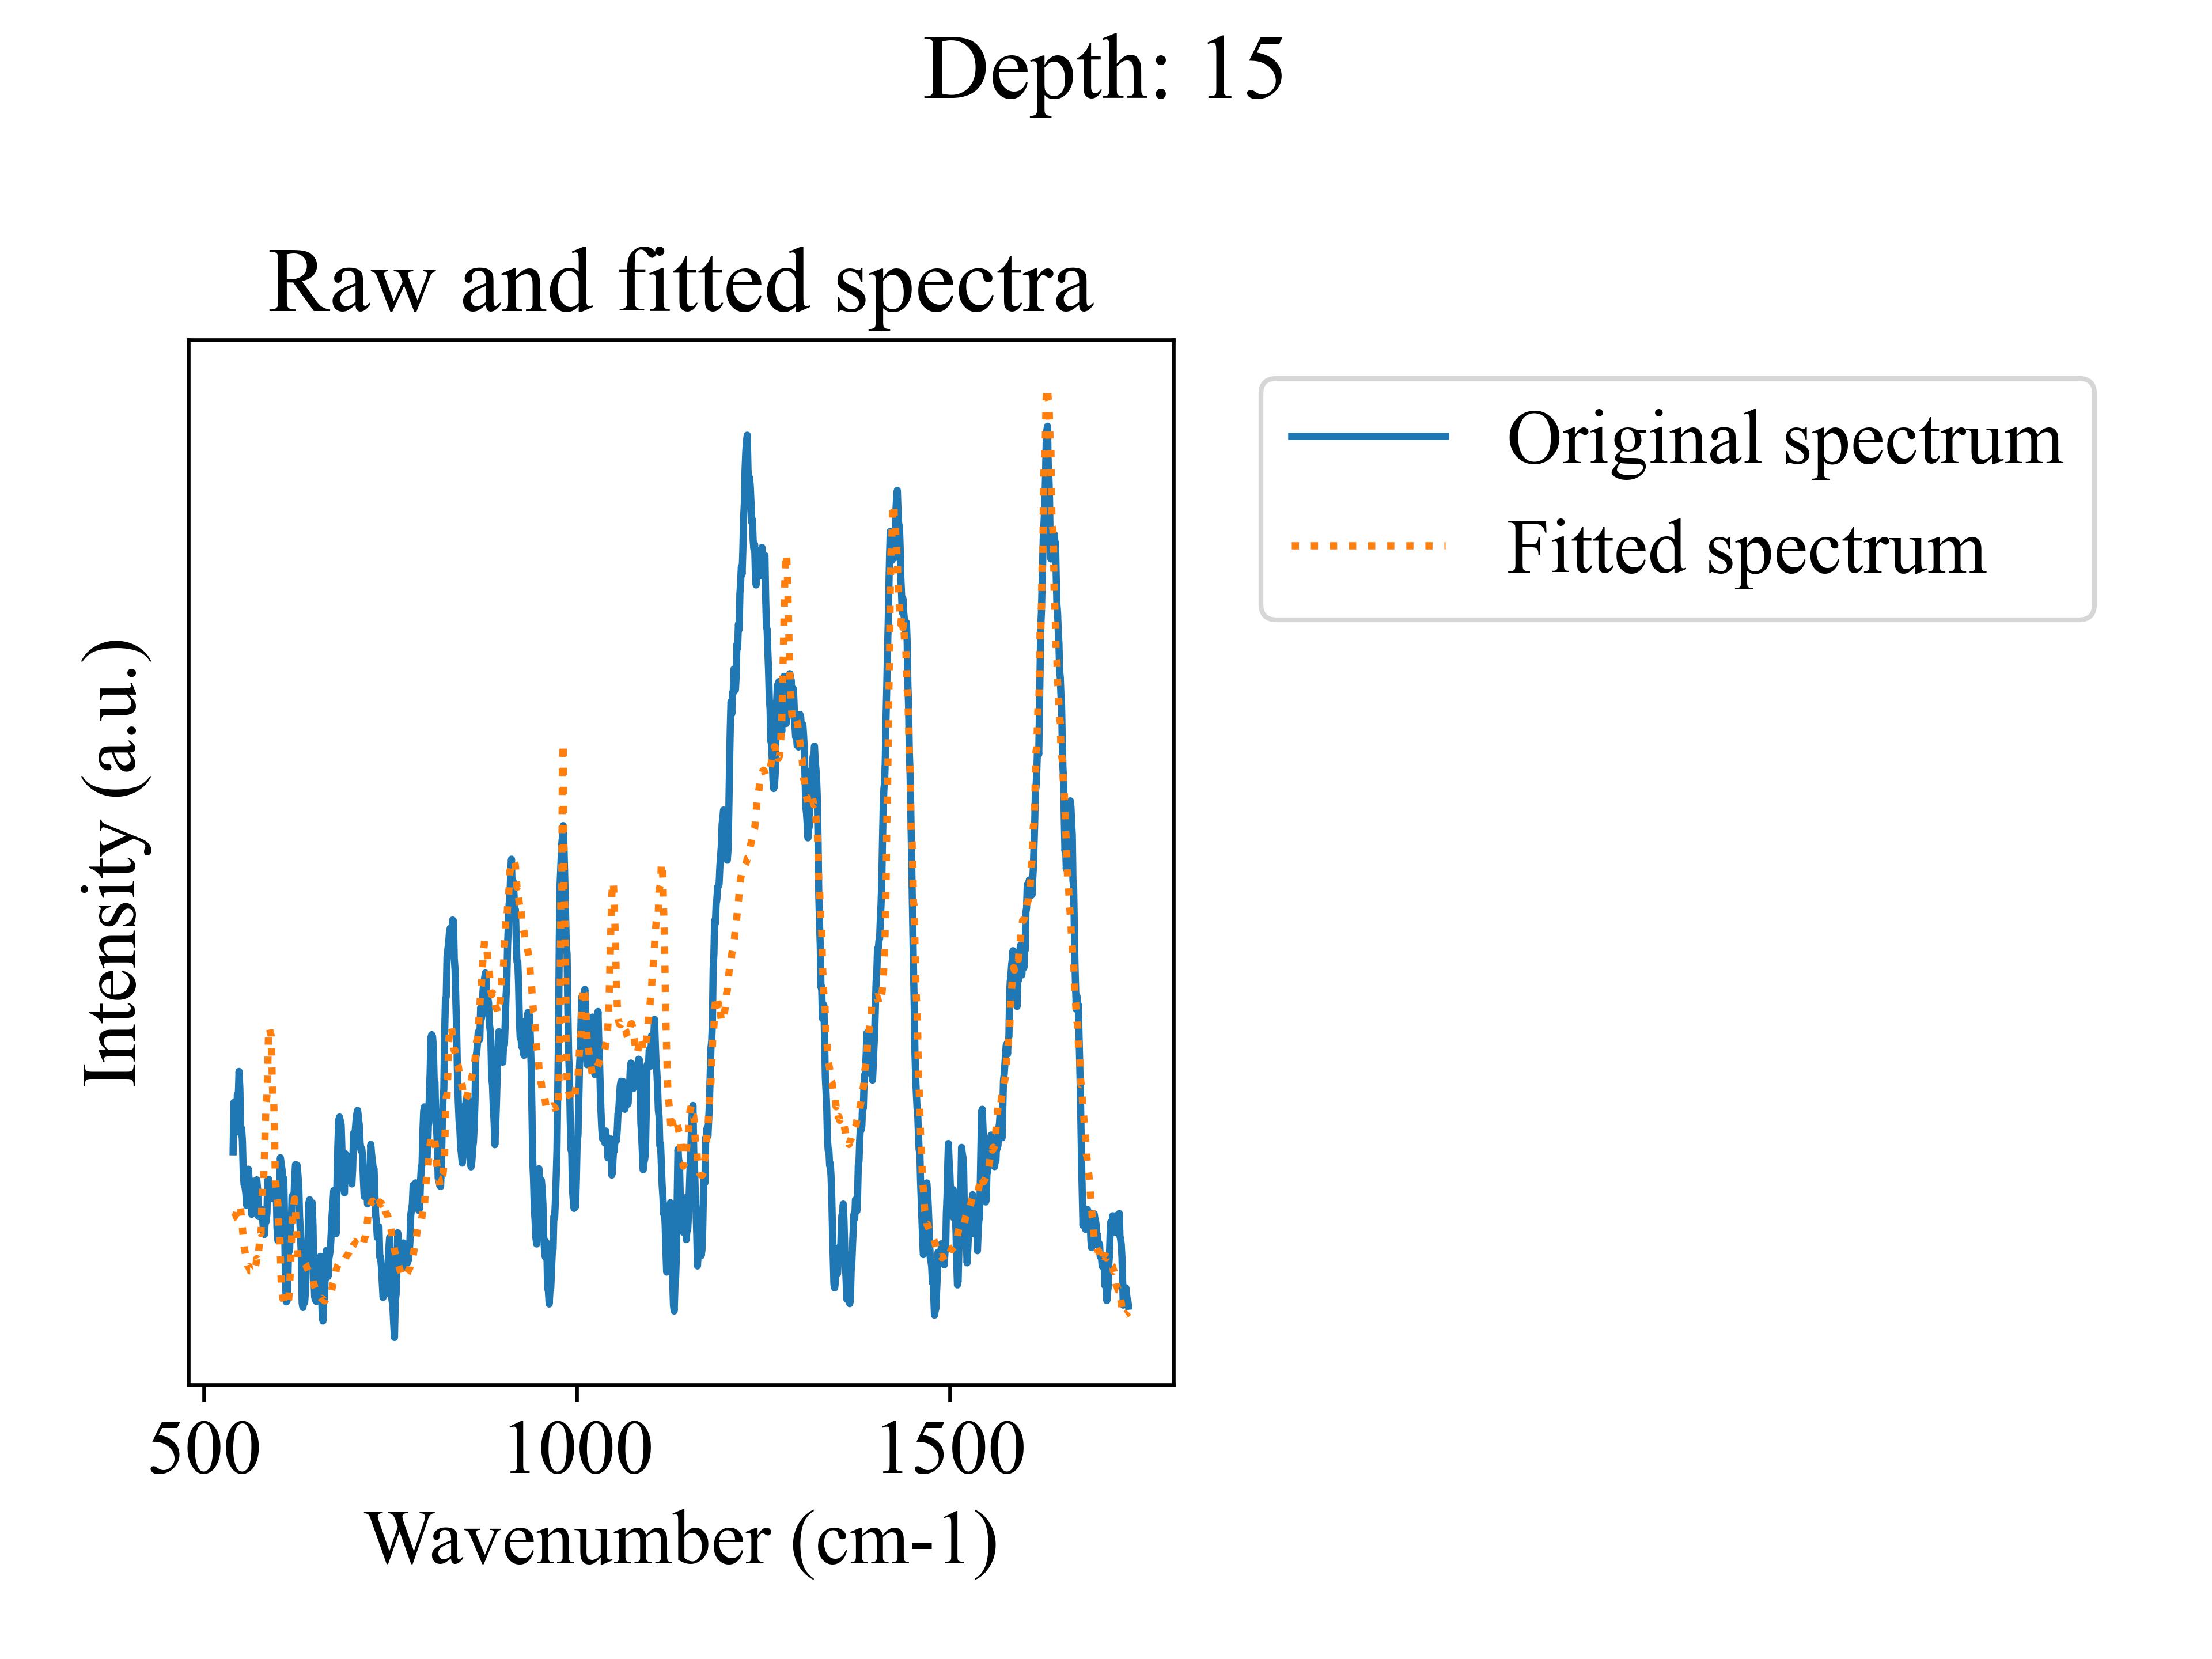 Depth: 15
Raw and fitted spectra
Original spectrum
Fitted spectrum
Intensity (a.u.)
500 1000 1500
Wavenumber (cm-1)